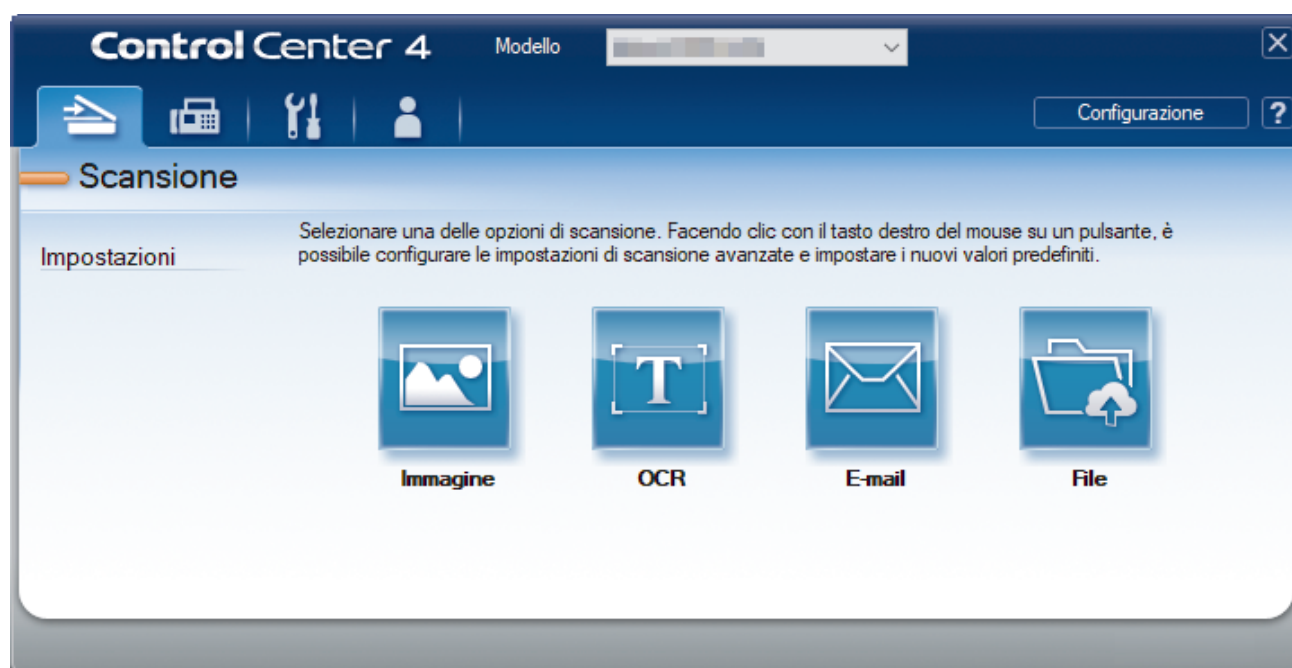 Control Center 4
Modello
Configurazione
?
Scansione
Impostazioni
Selezionare una delle opzioni di scansione. Facendo clic con il tasto destro del mouse su un pulsante, è
possibile configurare le impostazioni di scansione avanzate e impostare i nuovi valori predefiniti.
T
Immagine
OCR
E-mail
File